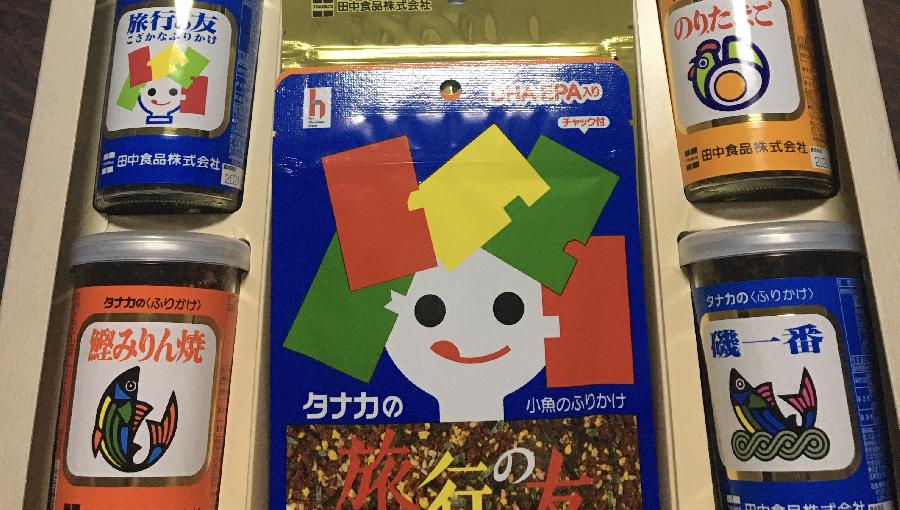 田中食品株式会社
旅行の友
こざかなふりかけ
田中食品株式会社
のりたまご
田中食品株式会社
h
DHA EPA入り
チャック付
タナカの
小魚のふりかけ
旅行の友
タナカの〈ふりかけ〉
鰹みりん焼
タナカの〈ふりかけ〉
磯一番
田中食品株式会社